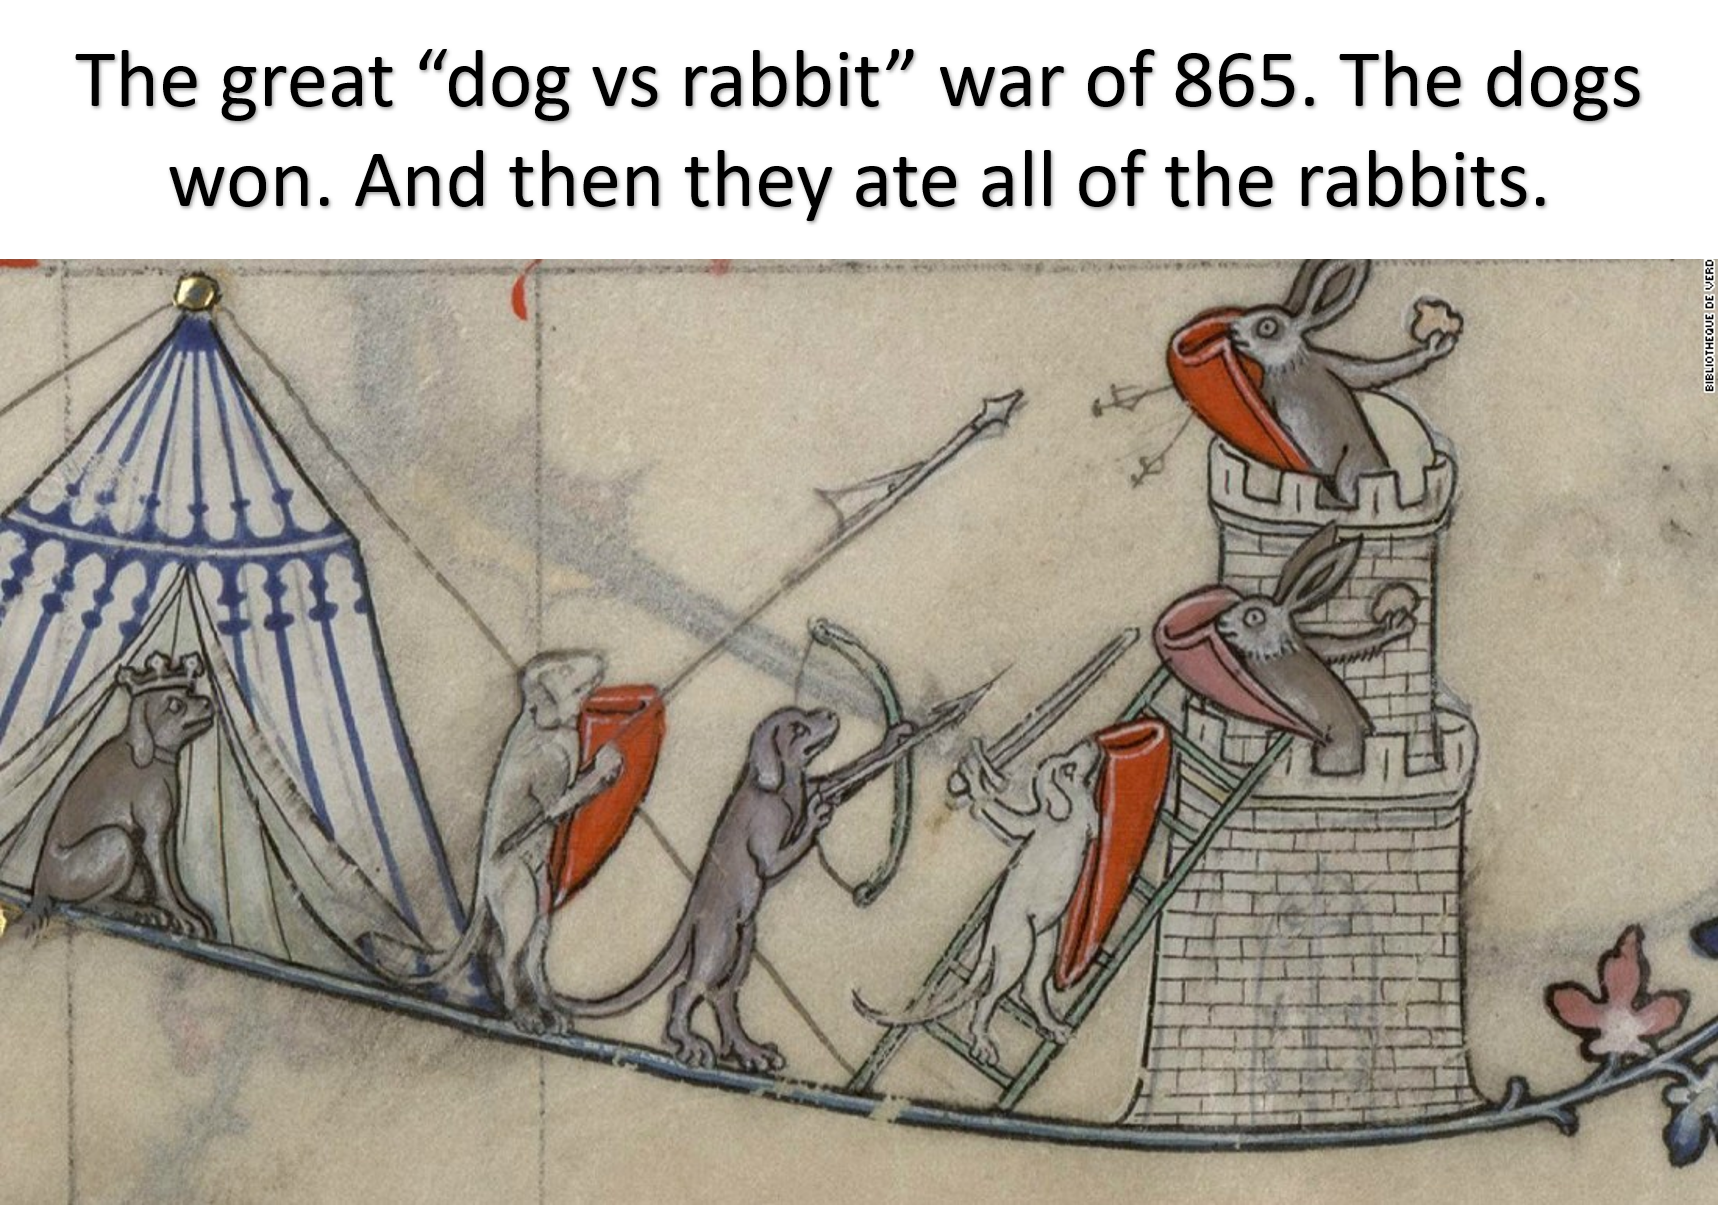 The great “dog vs rabbit” war of 865. The dogs
won. And then they ate all of the rabbits.
BIBLIOTHEQUE DE VERD